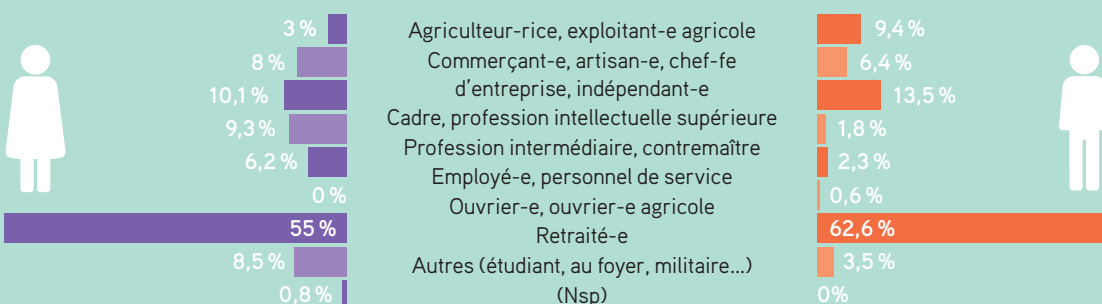 3 % Agriculteur-rice, exploitant-e agricole 9,4 %
8 % Commerçant-e, artisan-e, chef-fe 6,4 %
10,1 % d’entreprise, indépendant-e 13,5 %
9,3 % Cadre, profession intellectuelle supérieure 1,8 %
6,2 % Profession intermédiaire, contremaître 2,3 %
0 % Employé-e, personnel de service 0,6 %
Ouvrier-e, ouvrier-e agricole
55 % Retraité-e 62,6 %
8,5 % Autres (étudiant, au foyer, militaire...) 3,5 %
0,8 % (Nsp) 0%